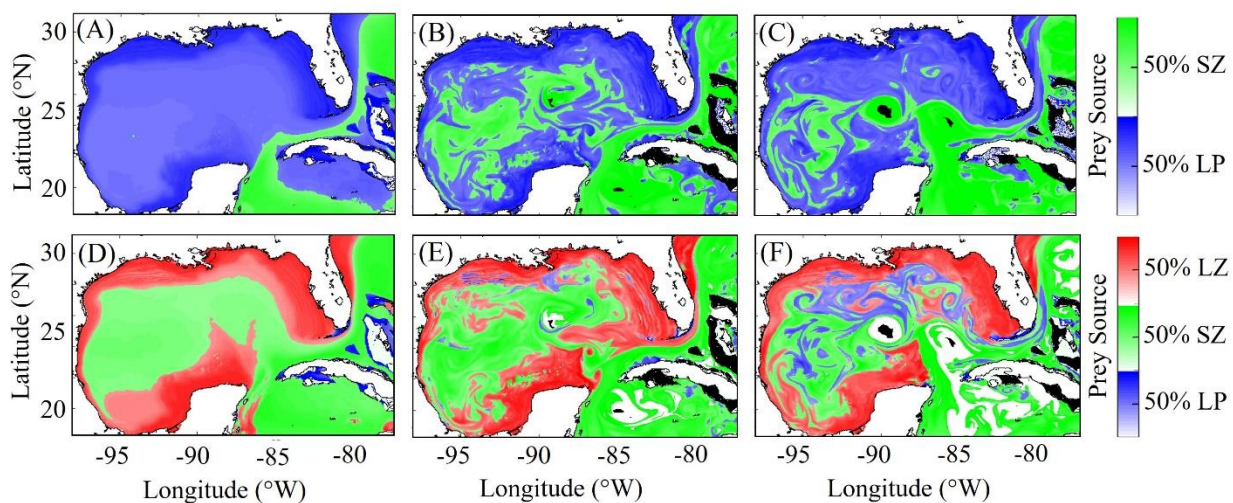 (A) (B) (C)
30
25
20
Latitude (°N)
50% SZ
50% LP
Prey Source
(D) (E) (F)
30
25
20
Latitude (°N)
50% LZ
50% SZ
50% LP
Prey Source
-95 -90 -85 -80 -95 -90 -85 -80 -95 -90 -85 -80
Longitude (°W) Longitude (°W) Longitude (°W)